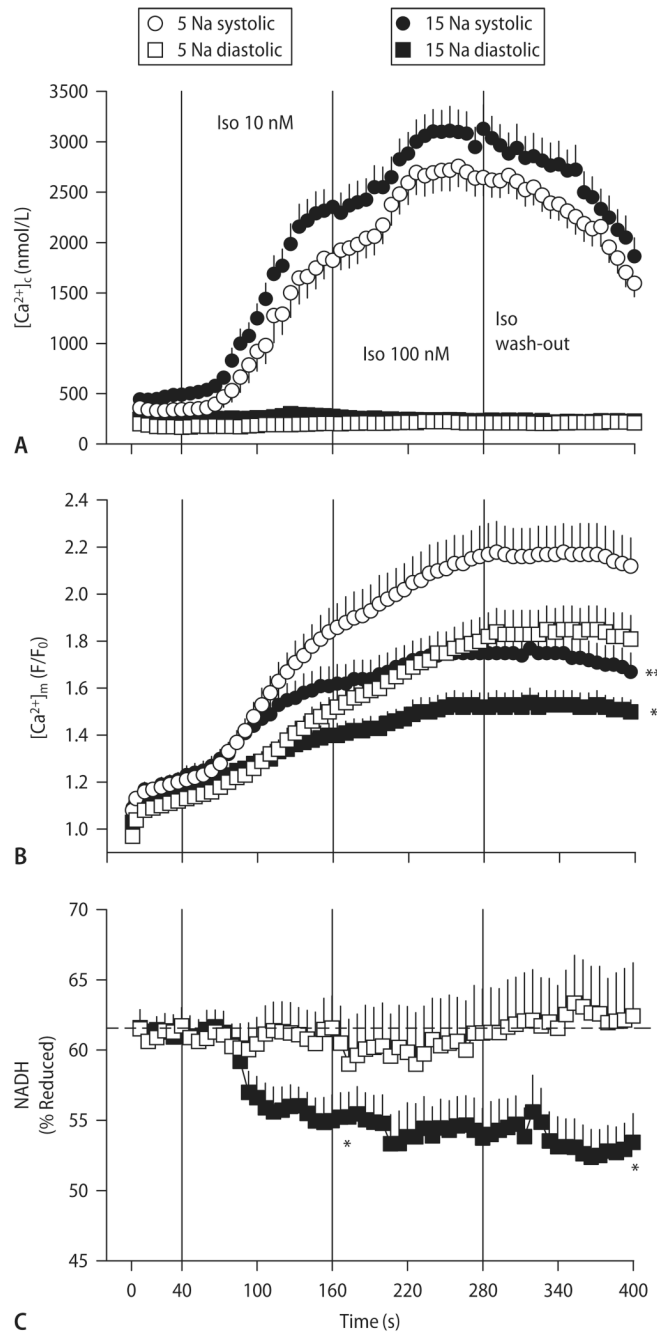 5 Na systolic
5 Na diastolic
15 Na systolic
15 Na diastolic
3500
3000
2500
2000
1500
1000
500
0
[Ca²⁺]c (nmol/L)
Iso 10 nM
Iso 100 nM
Iso
wash-out
A
2.4
2.2
2.0
1.8
1.6
1.4
1.2
1.0
[Ca²⁺]m (F/F₀)
**
*
B
70
65
60
55
50
45
NADH
(% Reduced)
*
*
0 40 100 160 220 280 340 400
Time (s)
C